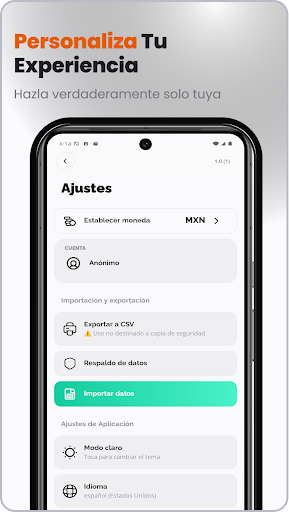 Personaliza Tu
Experiencia
Hazla verdaderamente solo tuya
1.0 (1)
Ajustes
Establecer moneda MXN
CUENTA
Anónimo
Importación y exportación
Exportar a CSV
⚠️ Uso no destinado a copia de seguridad
Respaldo de datos
Importar datos
Ajustes de Aplicación
Modo claro
Toca para cambiar el tema
Idioma
español (Estados Unidos)